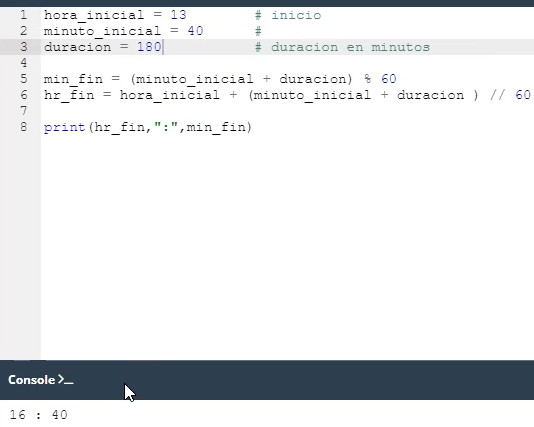 1 hora_inicial = 13 # inicio
2 minuto_inicial = 40 #
3 duracion = 180 # duracion en minutos
4
5 min_fin = (minuto_inicial + duracion) % 60
6 hr_fin = hora_inicial + (minuto_inicial + duracion ) // 60
7
8 print(hr_fin,":",min_fin)
Console >_
16 : 40